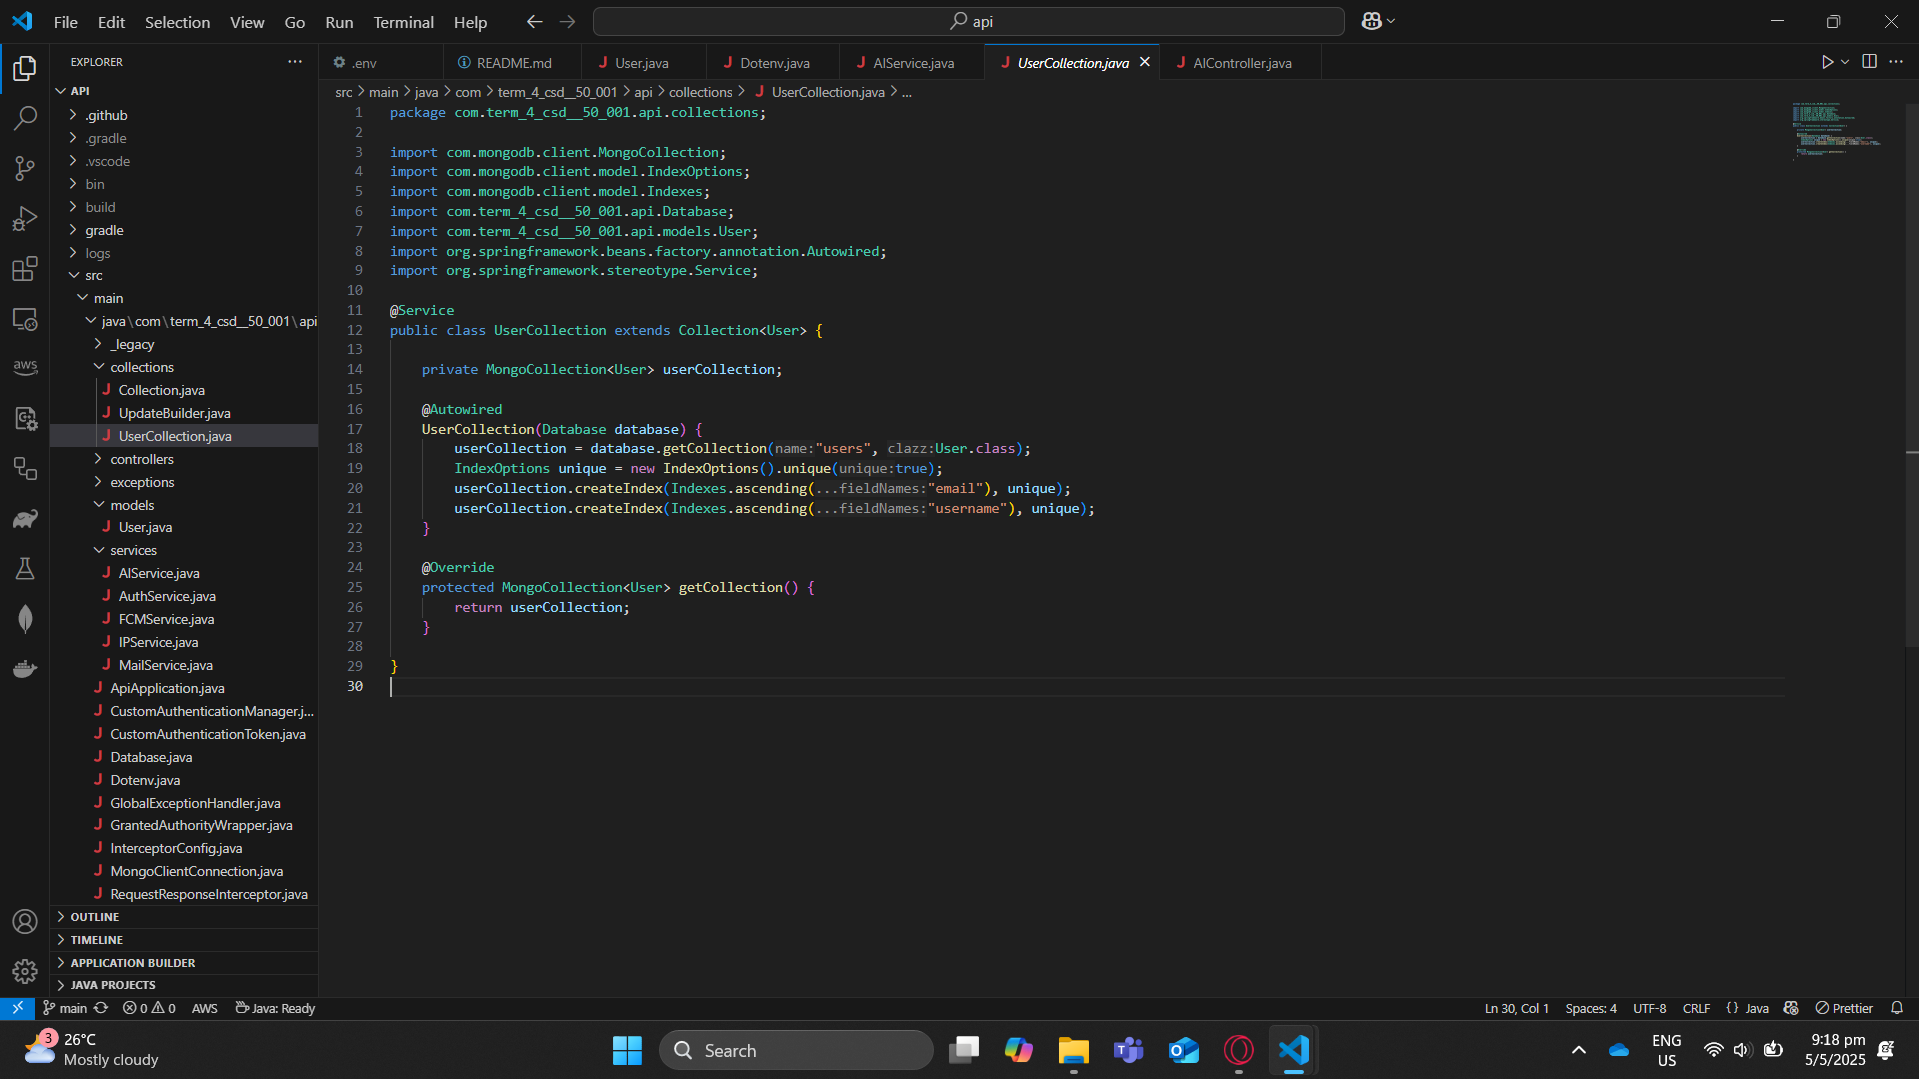 File Edit Selection View Go Run Terminal Help
api
EXPLORER
API
.github
.gradle
.vscode
bin
build
gradle
logs
src
main
java\com\term_4_csd__50_001\api
_legacy
collections
Collection.java
UpdateBuilder.java
UserCollection.java
controllers
exceptions
models
User.java
services
AIService.java
AuthService.java
FCMService.java
IPService.java
MailService.java
ApiApplication.java
CustomAuthenticationManager.j...
CustomAuthenticationToken.java
Database.java
Dotenv.java
GlobalExceptionHandler.java
GrantedAuthorityWrapper.java
InterceptorConfig.java
MongoClientConnection.java
RequestResponseInterceptor.java
OUTLINE
TIMELINE
APPLICATION BUILDER
JAVA PROJECTS
aws
.env README.md User.java Dotenv.java AIService.java UserCollection.java AIController.java
src > main > java > com > term_4_csd__50_001 > api > collections > UserCollection.java > ...
1 package com.term_4_csd__50_001.api.collections;
2
3 import com.mongodb.client.MongoCollection;
4 import com.mongodb.client.model.IndexOptions;
5 import com.mongodb.client.model.Indexes;
6 import com.term_4_csd__50_001.api.Database;
7 import com.term_4_csd__50_001.api.models.User;
8 import org.springframework.beans.factory.annotation.Autowired;
9 import org.springframework.stereotype.Service;
10
11 @Service
12 public class UserCollection extends Collection<User> {
13
14 private MongoCollection<User> userCollection;
15
16 @Autowired
17 UserCollection(Database database) {
18 userCollection = database.getCollection(name:"users", clazz:User.class);
19 IndexOptions unique = new IndexOptions().unique(unique:true);
20 userCollection.createIndex(Indexes.ascending(...fieldNames:"email"), unique);
21 userCollection.createIndex(Indexes.ascending(...fieldNames:"username"), unique);
22 }
23
24 @Override
25 protected MongoCollection<User> getCollection() {
26 return userCollection;
27 }
28
29 }
30
main 0 0 AWS Java: Ready
Ln 30, Col 1 Spaces: 4 UTF-8 CRLF {} Java Prettier
3
26°C
Mostly cloudy
Search
ENG
US
9:18 pm
5/5/2025